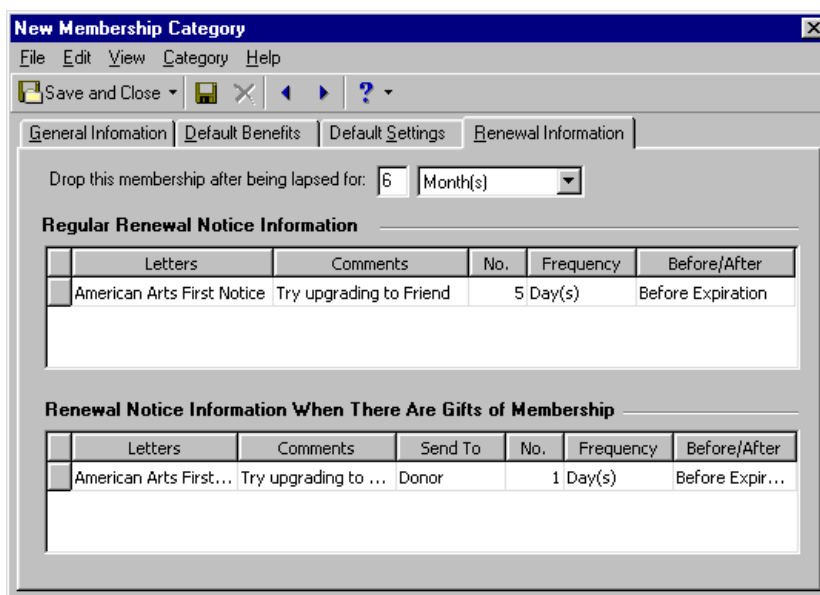 New Membership Category
File Edit View Category Help
Save and Close ?
General Infomation Default Benefits Default Settings Renewal Information
Drop this membership after being lapsed for: 6 Month(s)
Regular Renewal Notice Information
Letters Comments No. Frequency Before/After
American Arts First Notice Try upgrading to Friend 5 Day(s) Before Expiration
Renewal Notice Information When There Are Gifts of Membership
Letters Comments Send To No. Frequency Before/After
American Arts First... Try upgrading to ... Donor 1 Day(s) Before Expir...